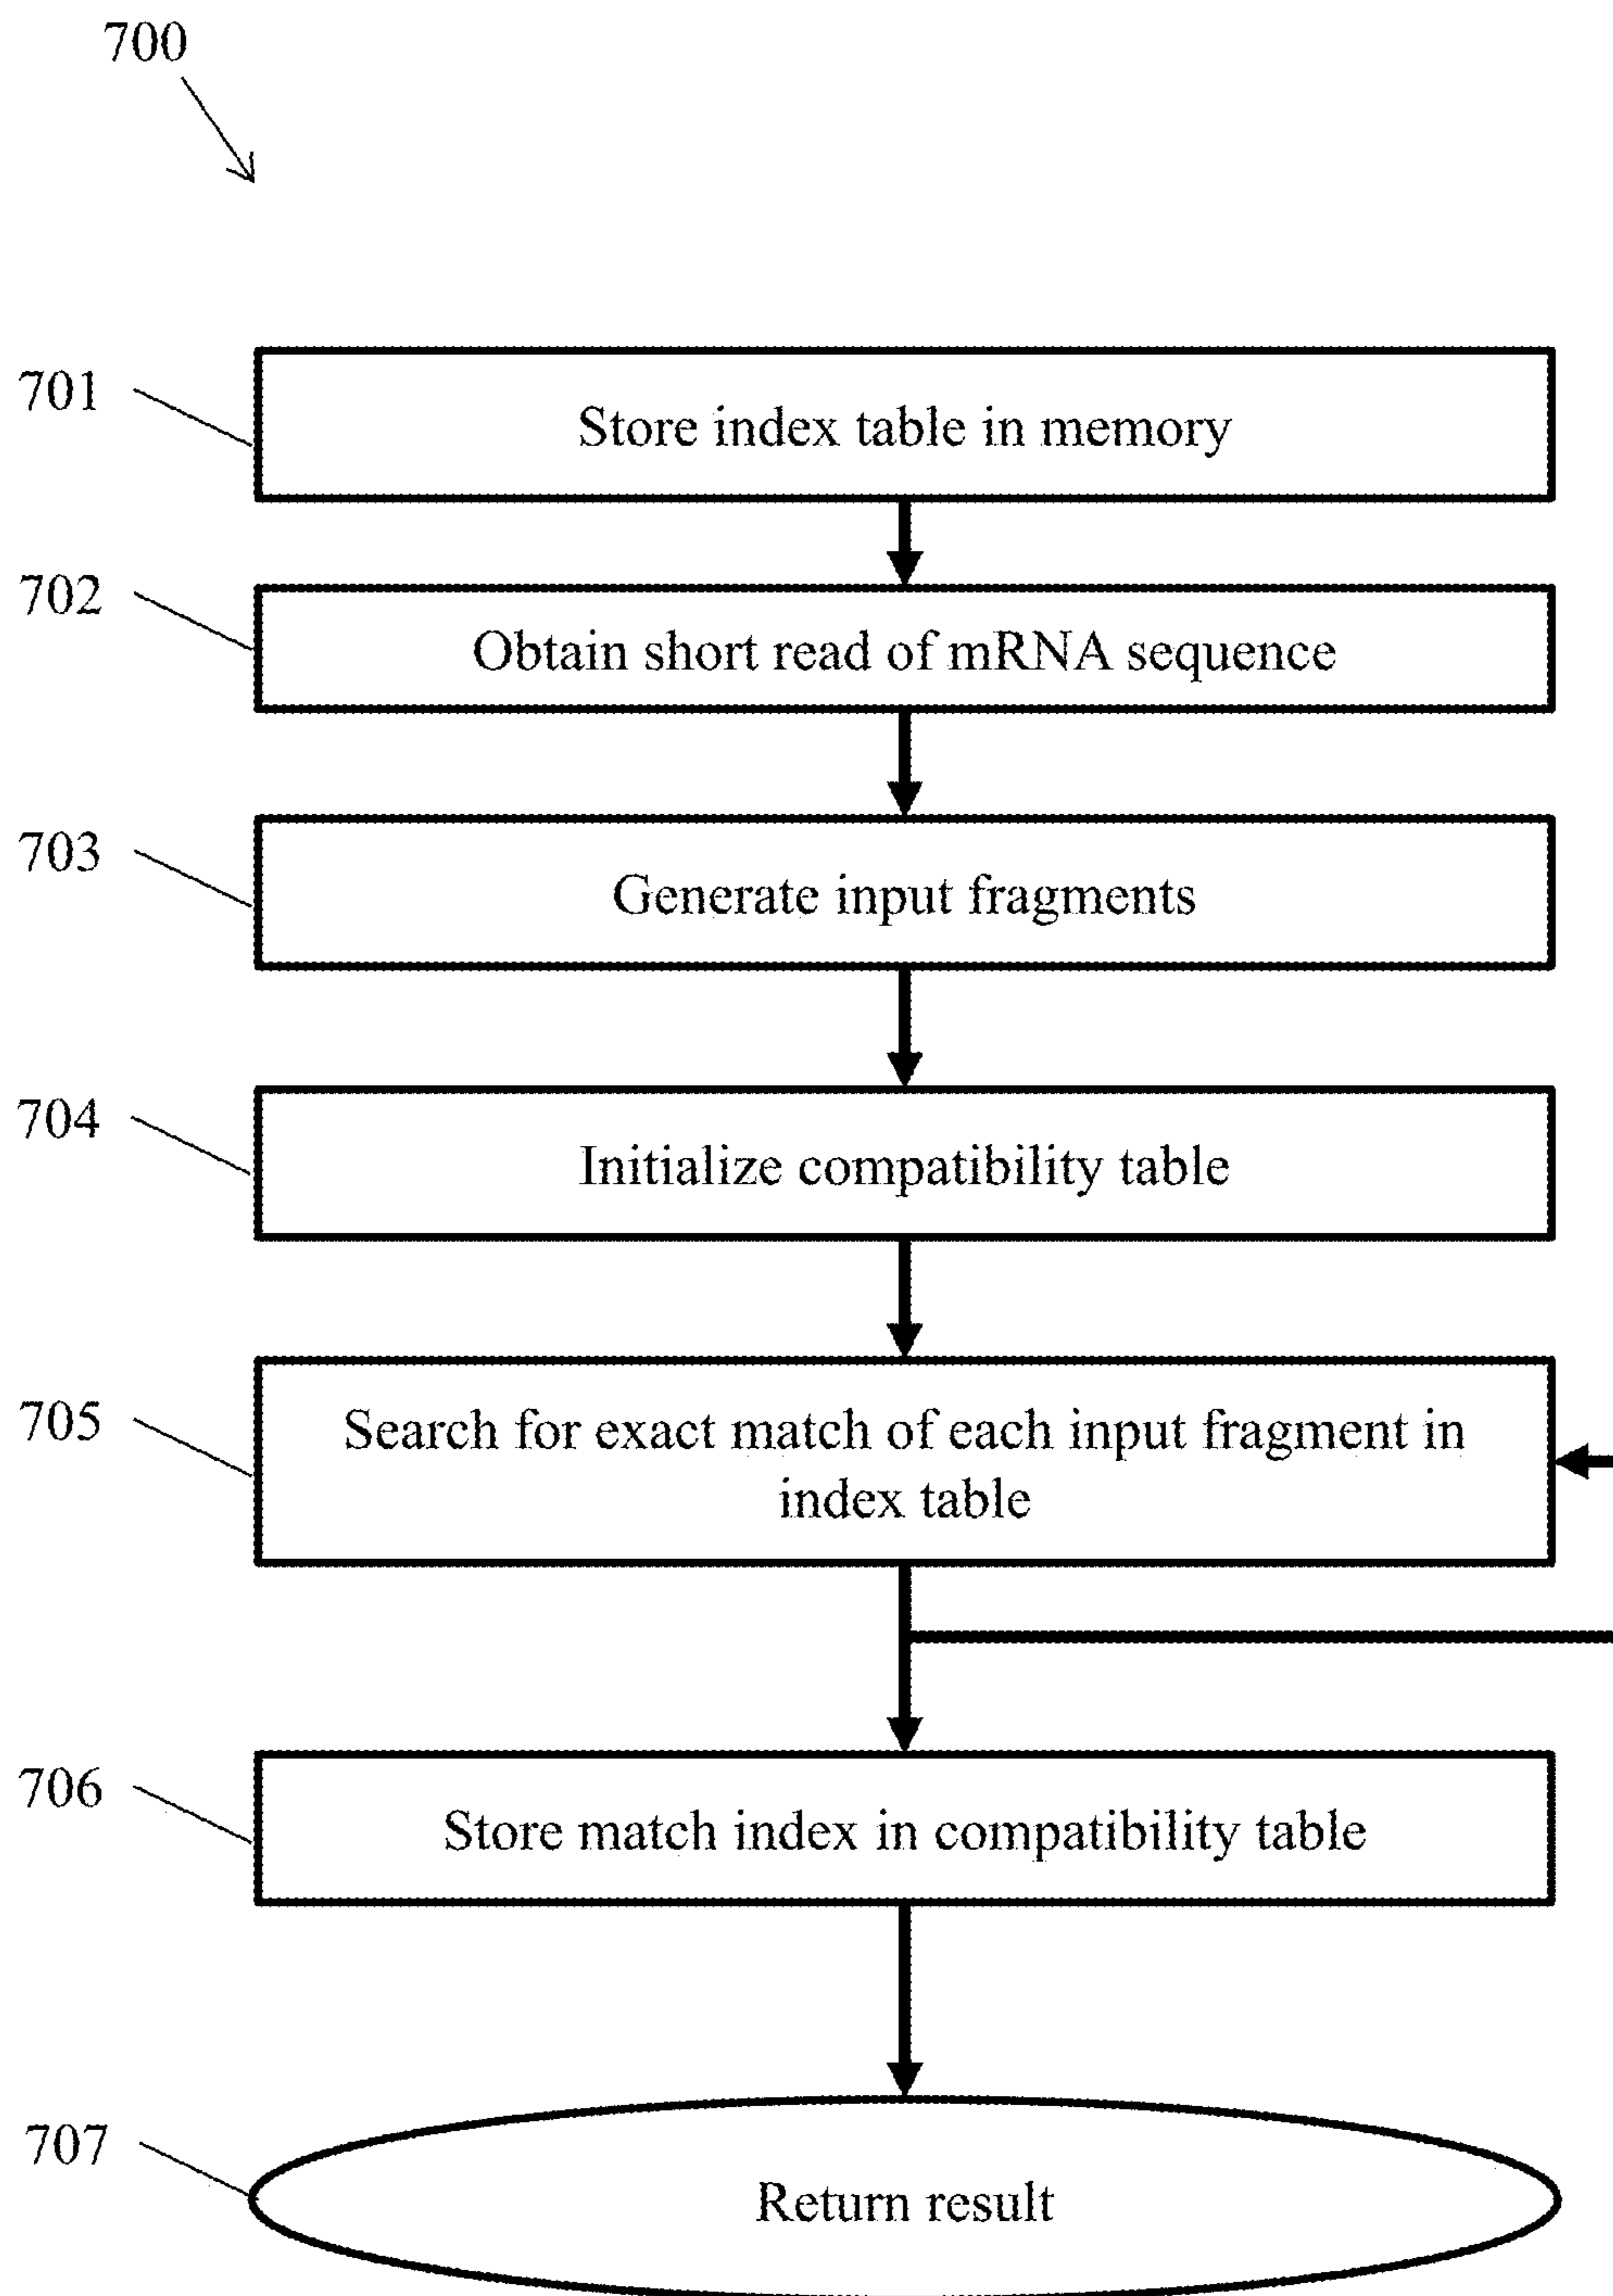 700
701
Store index table in memory
702
Obtain short read of mRNA sequence
703
Generate input fragments
704
Initialize compatibility table
705
Search for exact match of each input fragment in
index table
706
Store match index in compatibility table
707
Return result